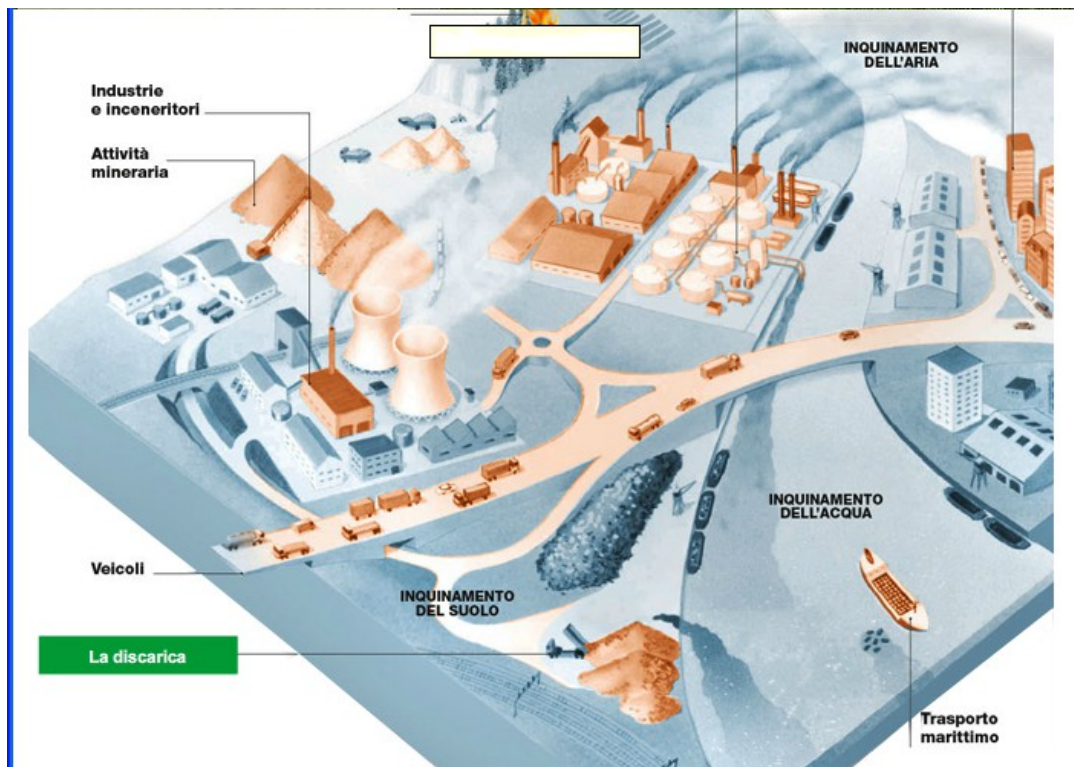 INQUINAMENTO
DELL'ARIA
Industrie
e inceneritori
Attività
mineraria
INQUINAMENTO
DELL'ACQUA
Veicoli
INQUINAMENTO
DEL SUOLO
La discarica
Trasporto
marittimo